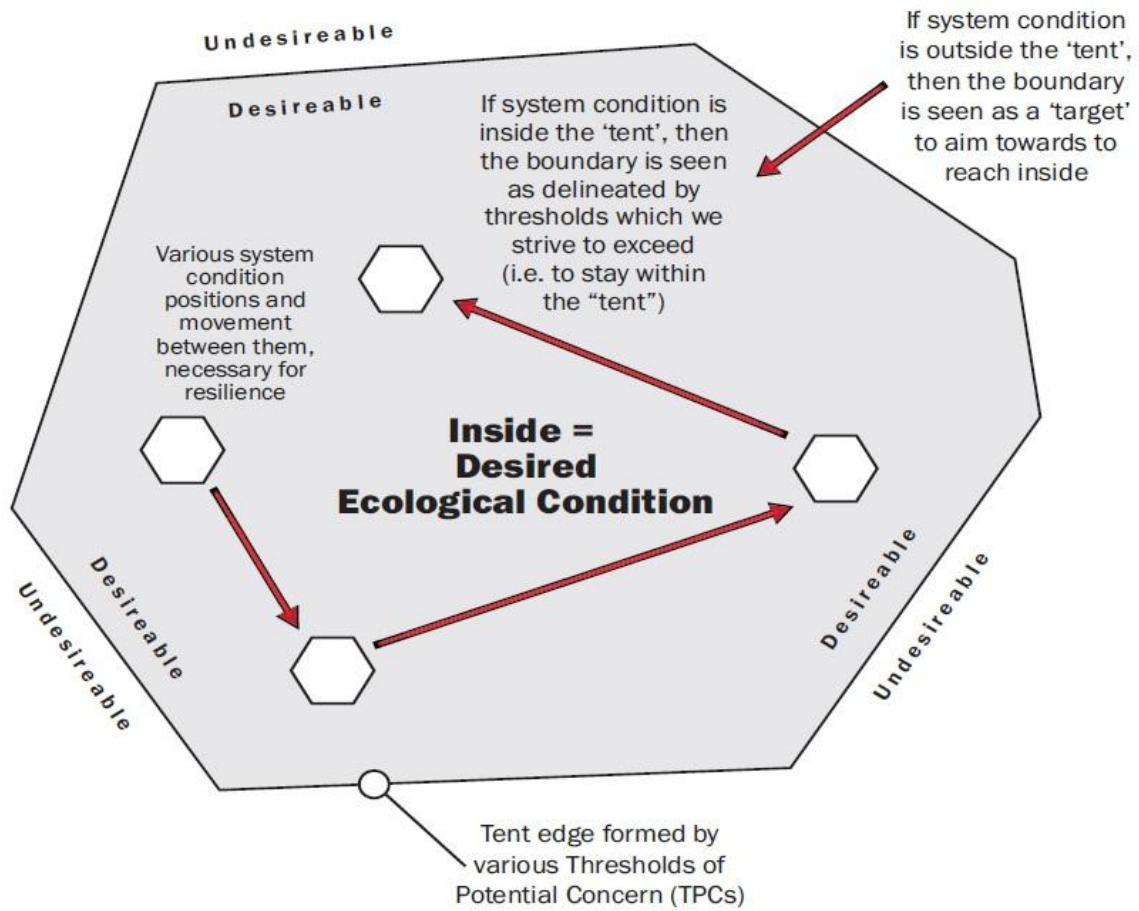 Undesireable
Desireable
If system condition
is outside the ‘tent’,
then the boundary
is seen as a ‘target’
to aim towards to
reach inside
If system condition is
inside the ‘tent’, then
the boundary is seen
as delineated by
thresholds which we
strive to exceed
(i.e. to stay within
the “tent”)
Various system
condition
positions and
movement
between them,
necessary for
resilience
Inside =
Desired
Ecological Condition
Desireable
Undesireable
Desireable
Undesireable
Tent edge formed by
various Thresholds of
Potential Concern (TPCs)